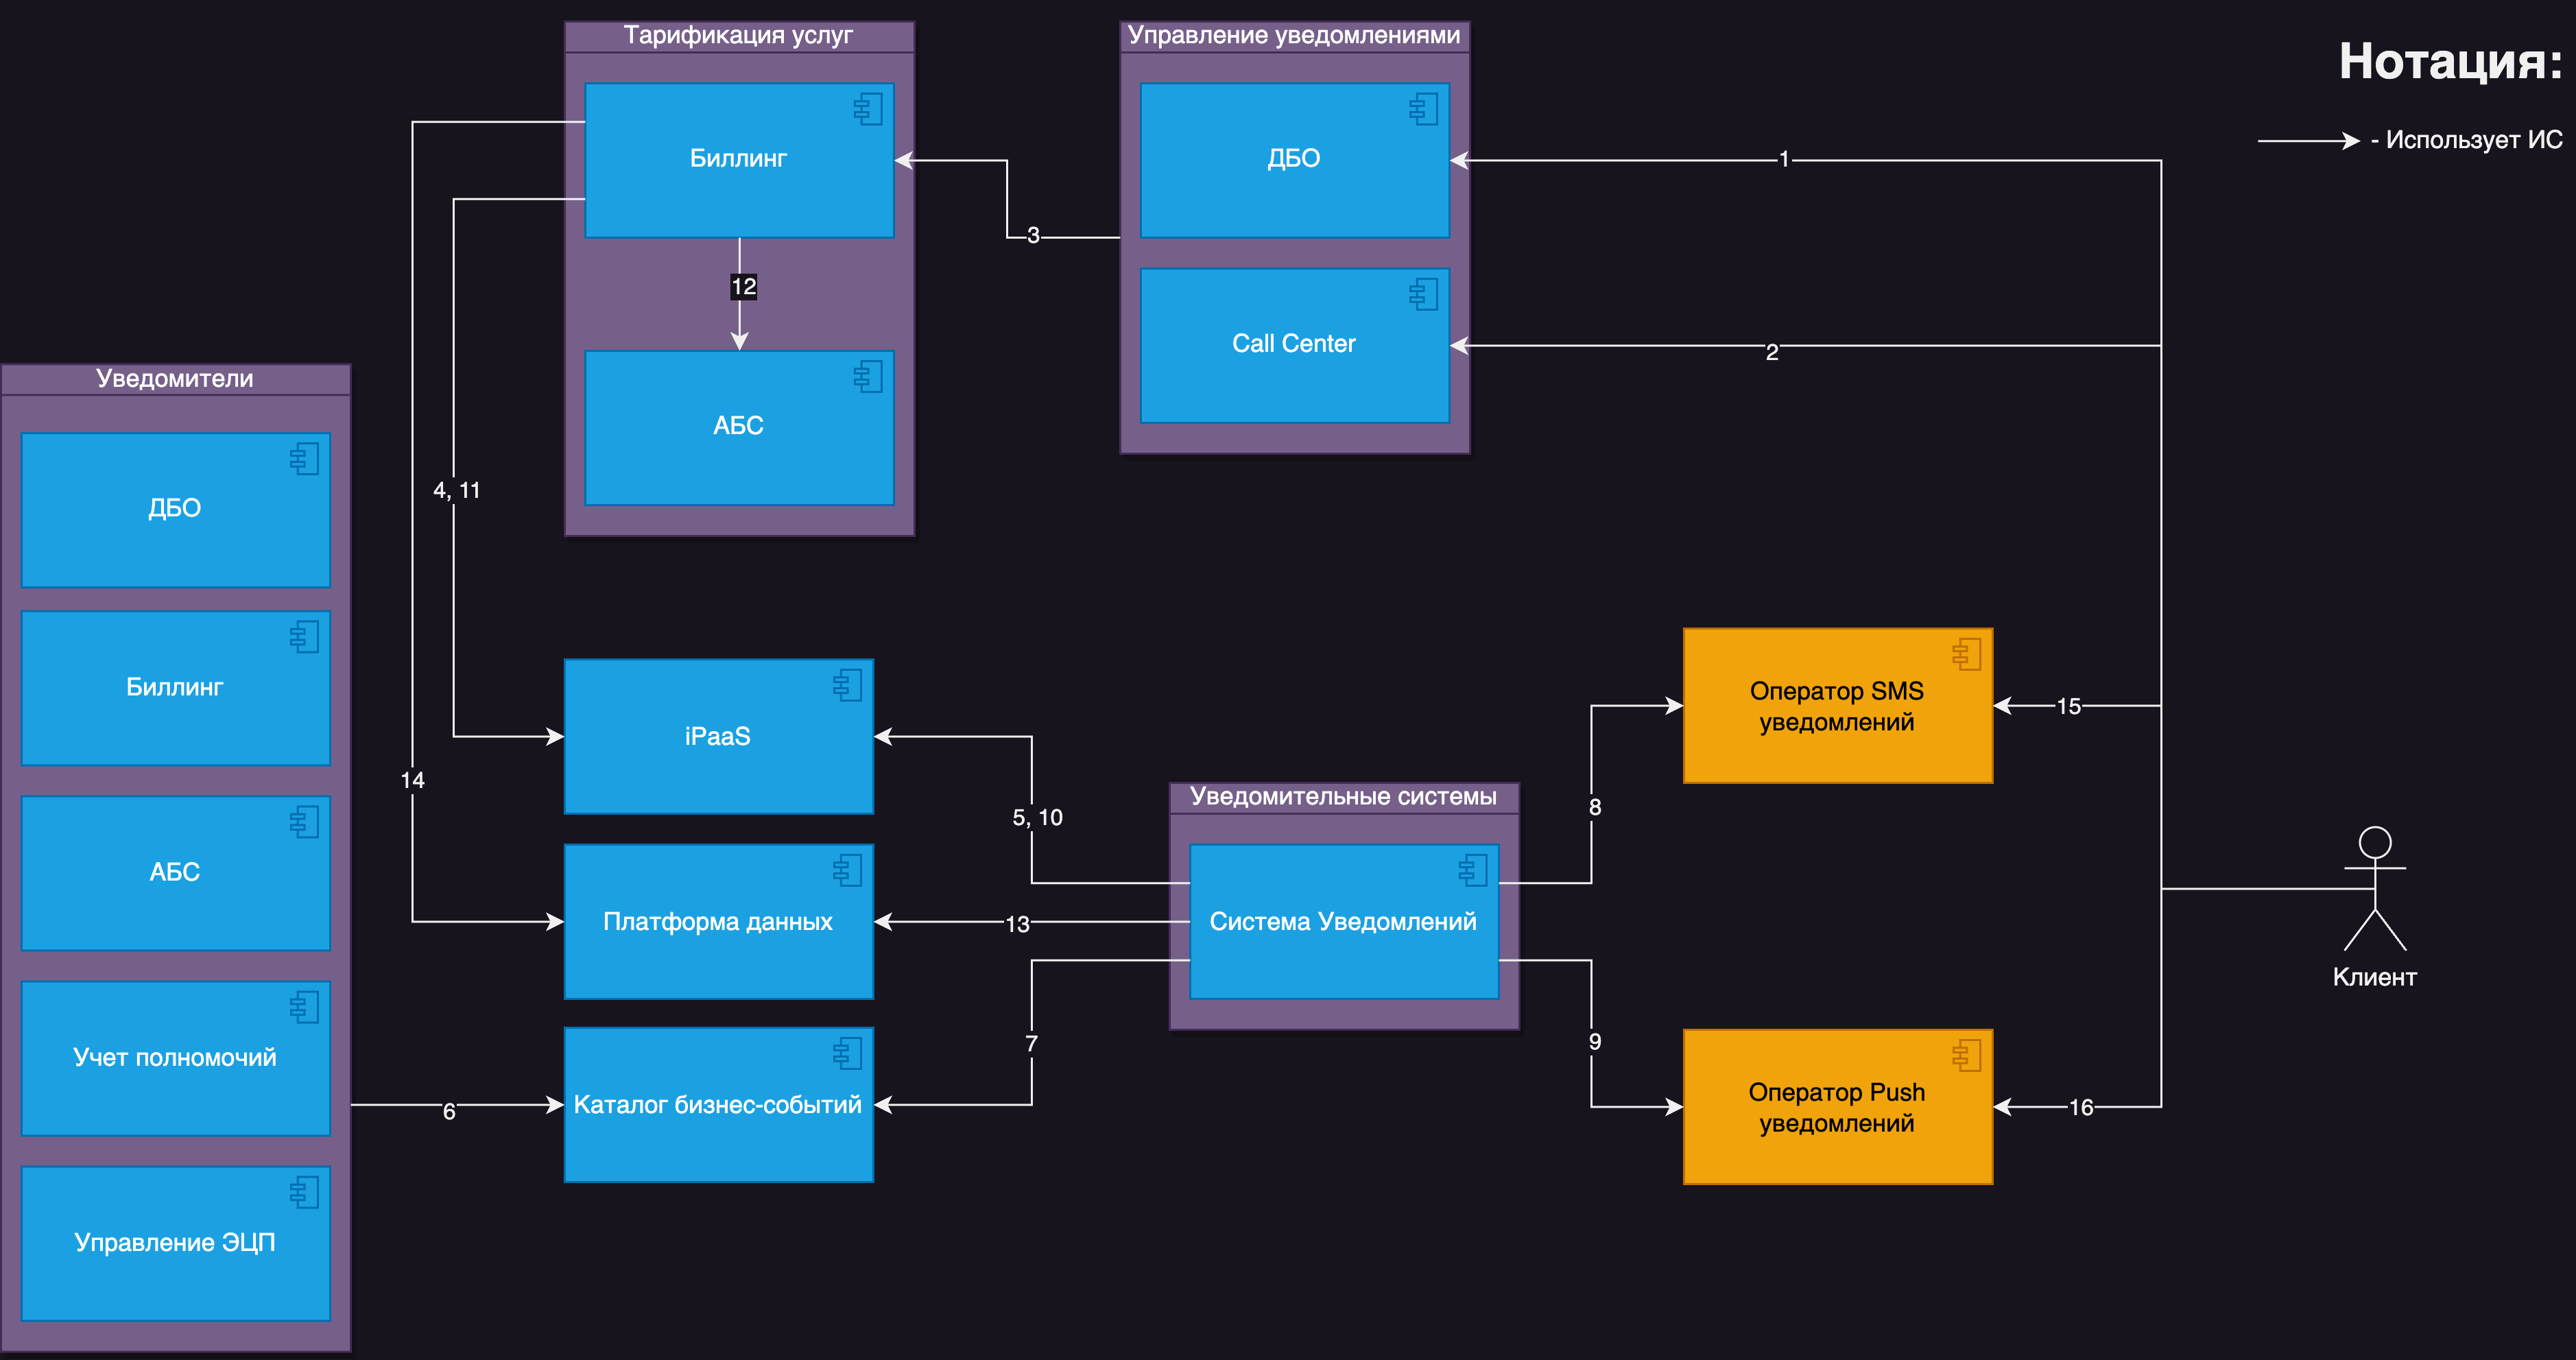 Тарификация услуг
Управление уведомлениями
Нотация:
- Использует ИС
Биллинг
ДБО
1
3
12
Call Center
2
АБС
Уведомители
ДБО
4, 11
Биллинг
iPaaS
Оператор SMS
уведомлений
15
14
Уведомительные системы
5, 10
8
АБС
Платформа данных
13
Система Уведомлений
Клиент
Учет полномочий
7
9
6
Каталог бизнес-событий
Оператор Push
уведомлений
16
Управление ЭЦП